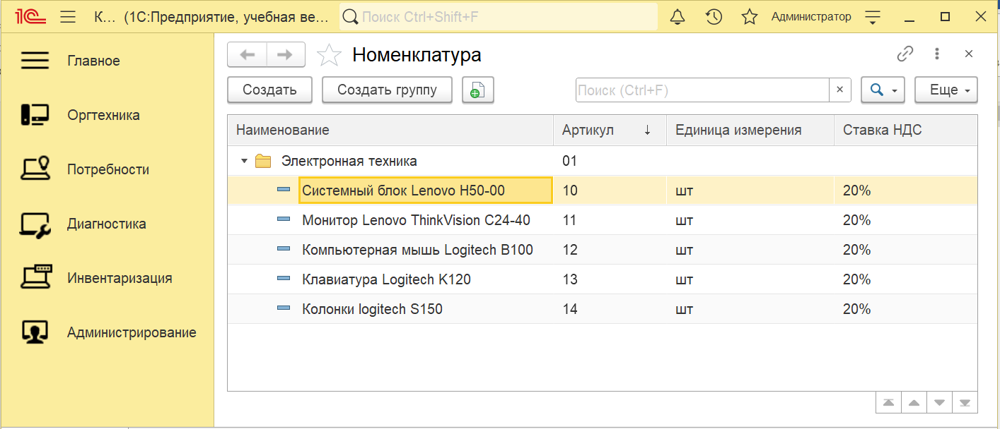 1С К... (1С:Предприятие, учебная ве... Поиск Ctrl+Shift+F Администратор
Главное
Оргтехника
Потребности
Диагностика
Инвентаризация
Администрирование
Номенклатура
Создать Создать группу Поиск (Ctrl+F) × Еще
Наименование Артикул ↓ Единица измерения Ставка НДС
Электронная техника 01
Системный блок Lenovo H50-00 10 шт 20%
Монитор Lenovo ThinkVision C24-40 11 шт 20%
Компьютерная мышь Logitech B100 12 шт 20%
Клавиатура Logitech K120 13 шт 20%
Колонки logitech S150 14 шт 20%